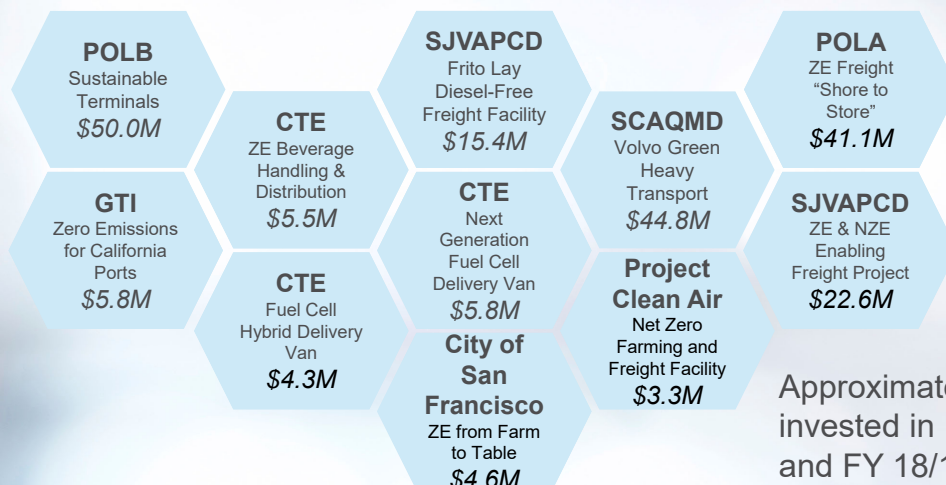 POLB
Sustainable
Terminals
$50.0M
GTI
Zero Emissions
for California
Ports
$5.8M
CTE
ZE Beverage
Handling &
Distribution
$5.5M
CTE
Fuel Cell
Hybrid Delivery
Van
$4.3M
SJVAPCD
Frito Lay
Diesel-Free
Freight Facility
$15.4M
CTE
Next
Generation
Fuel Cell
Delivery Van
$5.8M
City of
San
Francisco
ZE from Farm
to Table
$4.6M
SCAQMD
Volvo Green
Heavy
Transport
$44.8M
Project
Clean Air
Net Zero
Farming and
Freight Facility
$3.3M
POLA
ZE Freight
“Shore to
Store”
$41.1M
SJVAPCD
ZE & NZE
Enabling
Freight Project
$22.6M
invested in
and FY